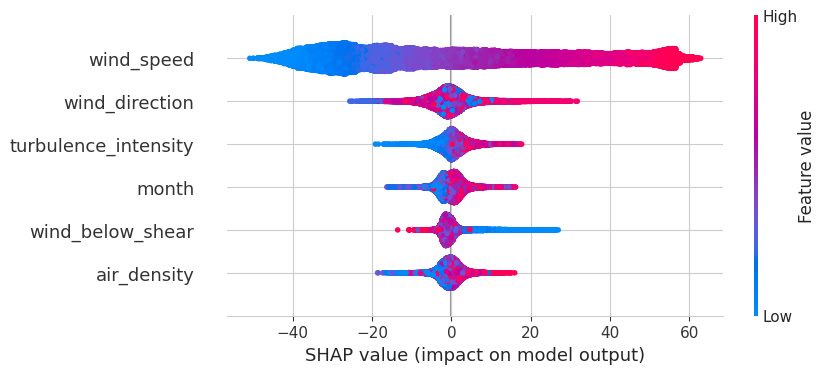 High
wind_speed
wind_direction
turbulence_intensity
month
wind_below_shear
air_density
Feature value
Low
−40 −20 0 20 40 60
SHAP value (impact on model output)